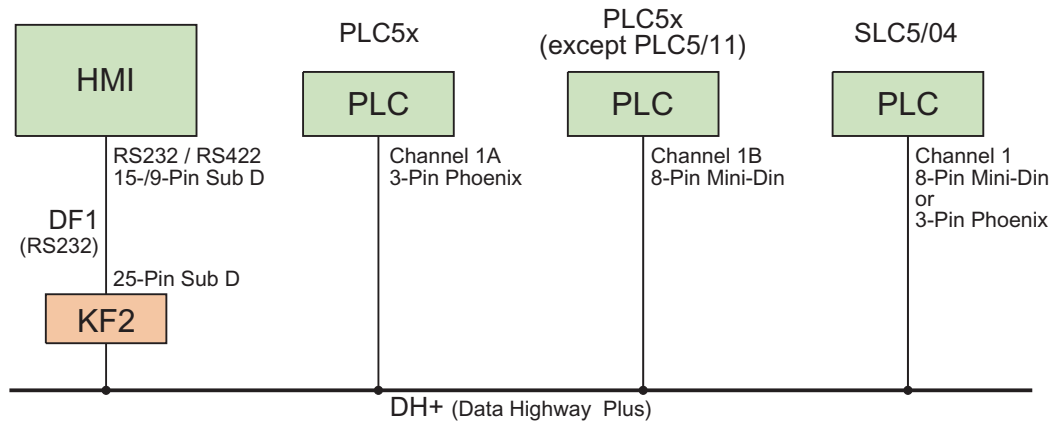 HMI
RS232 / RS422
15-/9-Pin Sub D
DF1
(RS232)
25-Pin Sub D
KF2
PLC5x
PLC
Channel 1A
3-Pin Phoenix
PLC5x
(except PLC5/11)
PLC
Channel 1B
8-Pin Mini-Din
SLC5/04
PLC
Channel 1
8-Pin Mini-Din
or
3-Pin Phoenix
DH+ (Data Highway Plus)